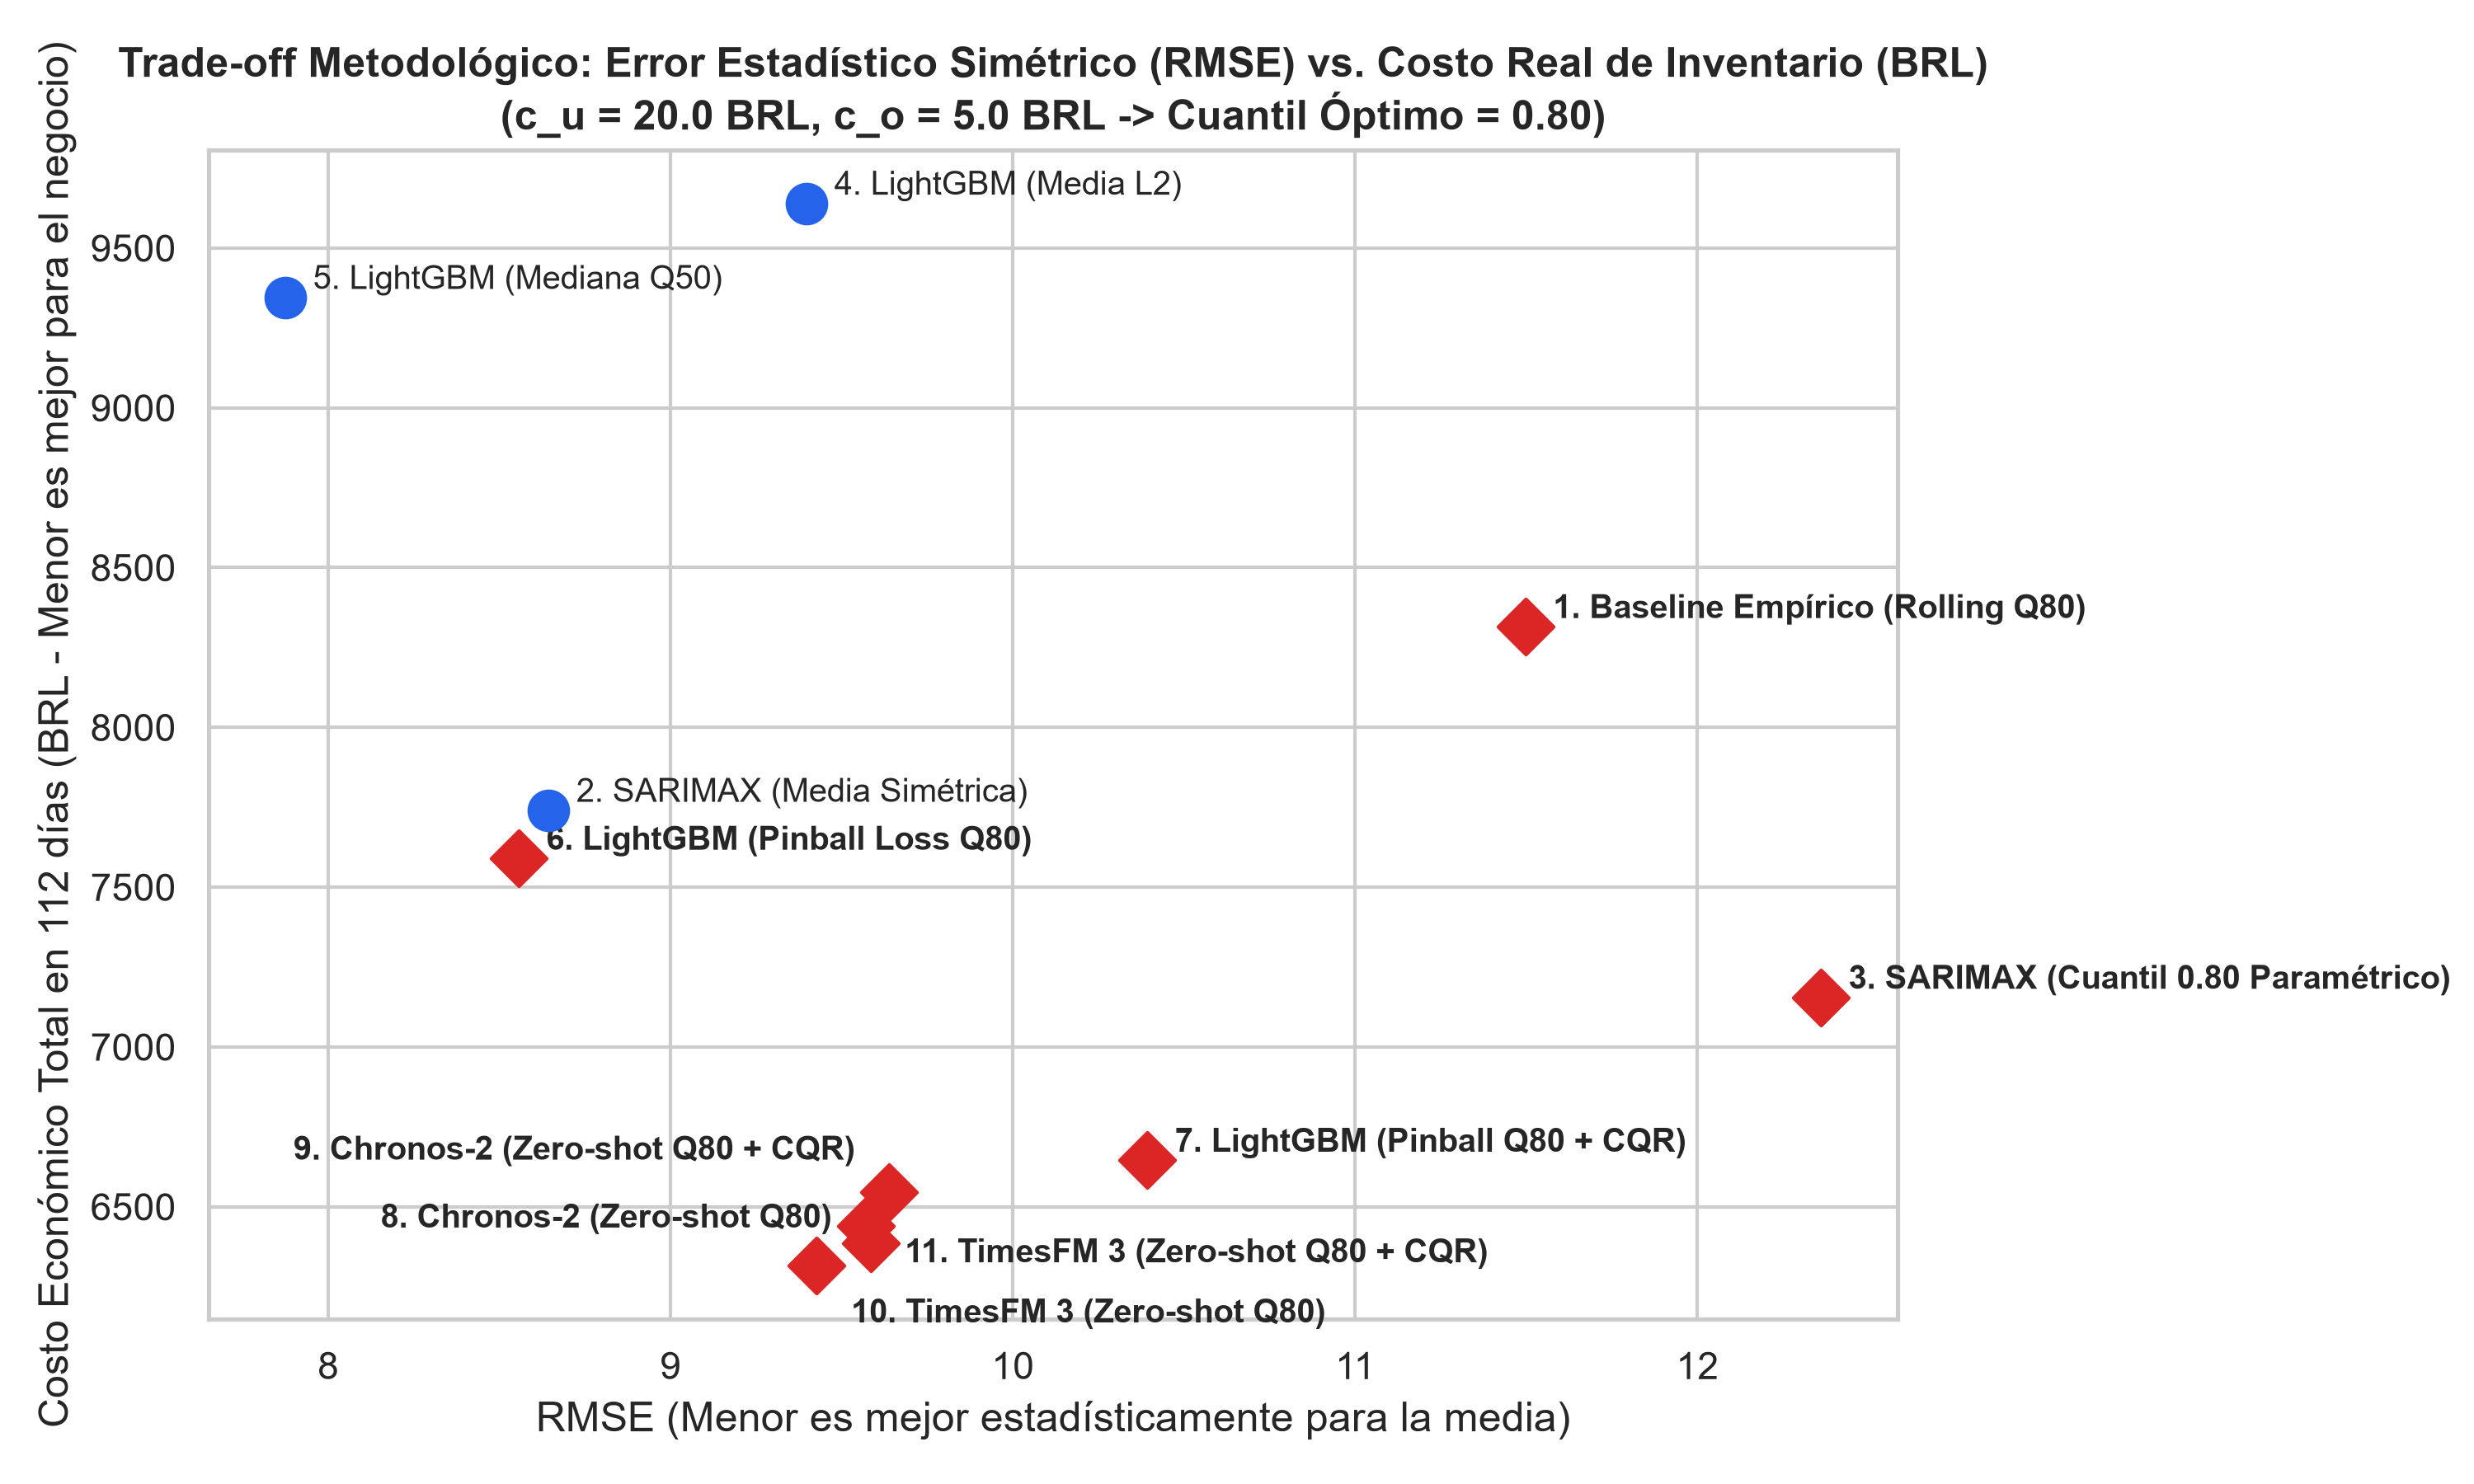 Trade-off Metodológico: Error Estadístico Simétrico (RMSE) vs. Costo Real de Inventario (BRL)
(c_u = 20.0 BRL, c_o = 5.0 BRL -> Cuantil Óptimo = 0.80)
Costo Económico Total en 112 días (BRL - Menor es mejor para el negocio)
9500
9000
8500
8000
7500
7000
6500
4. LightGBM (Media L2)
5. LightGBM (Mediana Q50)
1. Baseline Empírico (Rolling Q80)
2. SARIMAX (Media Simétrica)
6. LightGBM (Pinball Loss Q80)
3. SARIMAX (Cuantil 0.80 Paramétrico)
9. Chronos-2 (Zero-shot Q80 + CQR)
7. LightGBM (Pinball Q80 + CQR)
8. Chronos-2 (Zero-shot Q80)
11. TimesFM 3 (Zero-shot Q80 + CQR)
10. TimesFM 3 (Zero-shot Q80)
8 9 10 11 12
RMSE (Menor es mejor estadísticamente para la media)